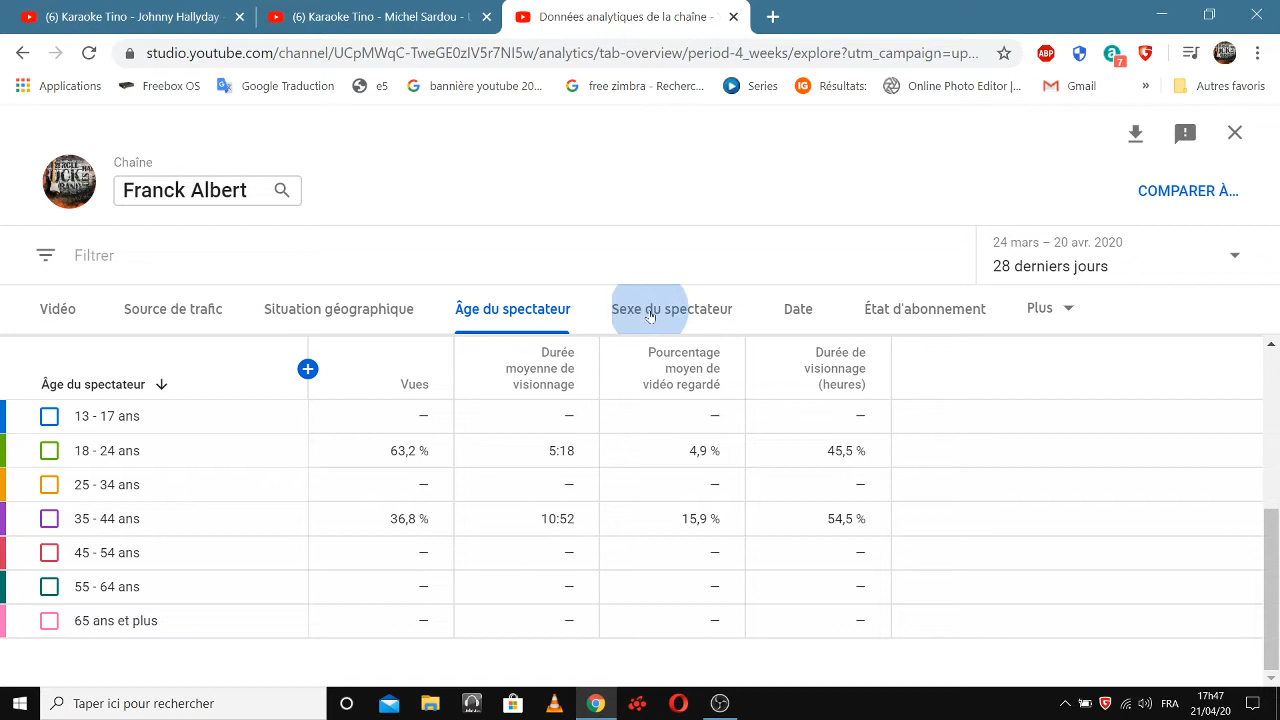 (6) Karaoke Tino - Johnny Hallyday -
(6) Karaoke Tino - Michel Sardou - L
Données analytiques de la chaîne -
studio.youtube.com/channel/UCpMWqC-TweGE0zIV5r7NI5w/analytics/tab-overview/period-4_weeks/explore?utm_campaign=up...
ABP
7
Applications
Freebox OS
Google Traduction
e5
bannière youtube 20...
free zimbra - Recherc...
Series
IQ Résultats:
Online Photo Editor |...
Gmail
»
Autres favoris
Chaîne
Franck Albert
COMPARER À...
Filtrer
24 mars – 20 avr. 2020
28 derniers jours
Vidéo
Source de trafic
Situation géographique
Âge du spectateur
Sexe du spectateur
Date
État d'abonnement
Plus
Âge du spectateur
Vues
Durée
moyenne de
visionnage
Pourcentage
moyen de
vidéo regardé
Durée de
visionnage
(heures)
13 - 17 ans — — — —
18 - 24 ans 63,2 % 5:18 4,9 % 45,5 %
25 - 34 ans — — — —
35 - 44 ans 36,8 % 10:52 15,9 % 54,5 %
45 - 54 ans — — — —
55 - 64 ans — — — —
65 ans et plus — — — —
Taper ici pour rechercher
FRA
17:47
21/04/20